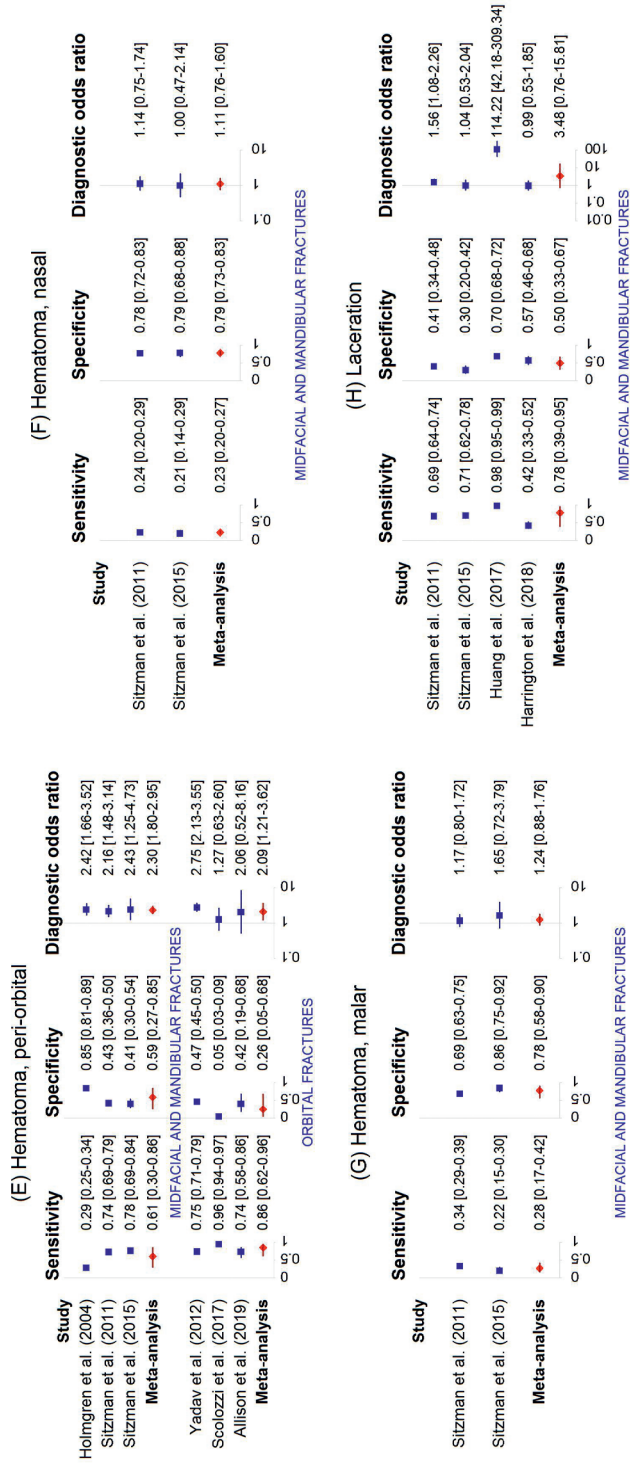 (E) Hematoma, peri-orbital
Study Sensitivity Specificity Diagnostic odds ratio
Holmgren et al. (2004) 0.29 [0.25-0.34] 0.85 [0.81-0.89] 2.42 [1.66-3.52]
Sitzman et al. (2011) 0.74 [0.69-0.79] 0.43 [0.36-0.50] 2.16 [1.48-3.14]
Sitzman et al. (2015) 0.78 [0.69-0.84] 0.41 [0.30-0.54] 2.43 [1.25-4.73]
Meta-analysis 0.61 [0.30-0.86] 0.59 [0.27-0.85] 2.30 [1.80-2.95]
MIDFACIAL AND MANDIBULAR FRACTURES
Yadav et al. (2012) 0.75 [0.71-0.79] 0.47 [0.45-0.50] 2.75 [2.13-3.55]
Scolozzi et al. (2017) 0.96 [0.94-0.97] 0.05 [0.03-0.09] 1.27 [0.63-2.60]
Allison et al. (2019) 0.74 [0.58-0.86] 0.42 [0.19-0.68] 2.06 [0.52-8.16]
Meta-analysis 0.86 [0.62-0.96] 0.26 [0.05-0.68] 2.09 [1.21-3.62]
0 0.5 1 0 0.5 1 0.1 1 10
ORBITAL FRACTURES
(F) Hematoma, nasal
Study Sensitivity Specificity Diagnostic odds ratio
Sitzman et al. (2011) 0.24 [0.20-0.29] 0.78 [0.72-0.83] 1.14 [0.75-1.74]
Sitzman et al. (2015) 0.21 [0.14-0.29] 0.79 [0.68-0.88] 1.00 [0.47-2.14]
Meta-analysis 0.23 [0.20-0.27] 0.79 [0.73-0.83] 1.11 [0.76-1.60]
0 0.5 1 0 0.5 1 0.1 1 10
MIDFACIAL AND MANDIBULAR FRACTURES
(G) Hematoma, malar
Study Sensitivity Specificity Diagnostic odds ratio
Sitzman et al. (2011) 0.34 [0.29-0.39] 0.69 [0.63-0.75] 1.17 [0.80-1.72]
Sitzman et al. (2015) 0.22 [0.15-0.30] 0.86 [0.75-0.92] 1.65 [0.72-3.79]
Meta-analysis 0.28 [0.17-0.42] 0.78 [0.58-0.90] 1.24 [0.88-1.76]
0 0.5 1 0 0.5 1 0.1 1 10
MIDFACIAL AND MANDIBULAR FRACTURES
(H) Laceration
Study Sensitivity Specificity Diagnostic odds ratio
Sitzman et al. (2011) 0.69 [0.64-0.74] 0.41 [0.34-0.48] 1.56 [1.08-2.26]
Sitzman et al. (2015) 0.71 [0.62-0.78] 0.30 [0.20-0.42] 1.04 [0.53-2.04]
Huang et al. (2017) 0.98 [0.95-0.99] 0.70 [0.68-0.72] 114.22 [42.18-309.34]
Harrington et al. (2018) 0.42 [0.33-0.52] 0.57 [0.46-0.68] 0.99 [0.53-1.85]
Meta-analysis 0.78 [0.39-0.95] 0.50 [0.33-0.67] 3.48 [0.76-15.81]
0 0.5 1 0 0.5 1 0.01 0.1 1 10 100
MIDFACIAL AND MANDIBULAR FRACTURES